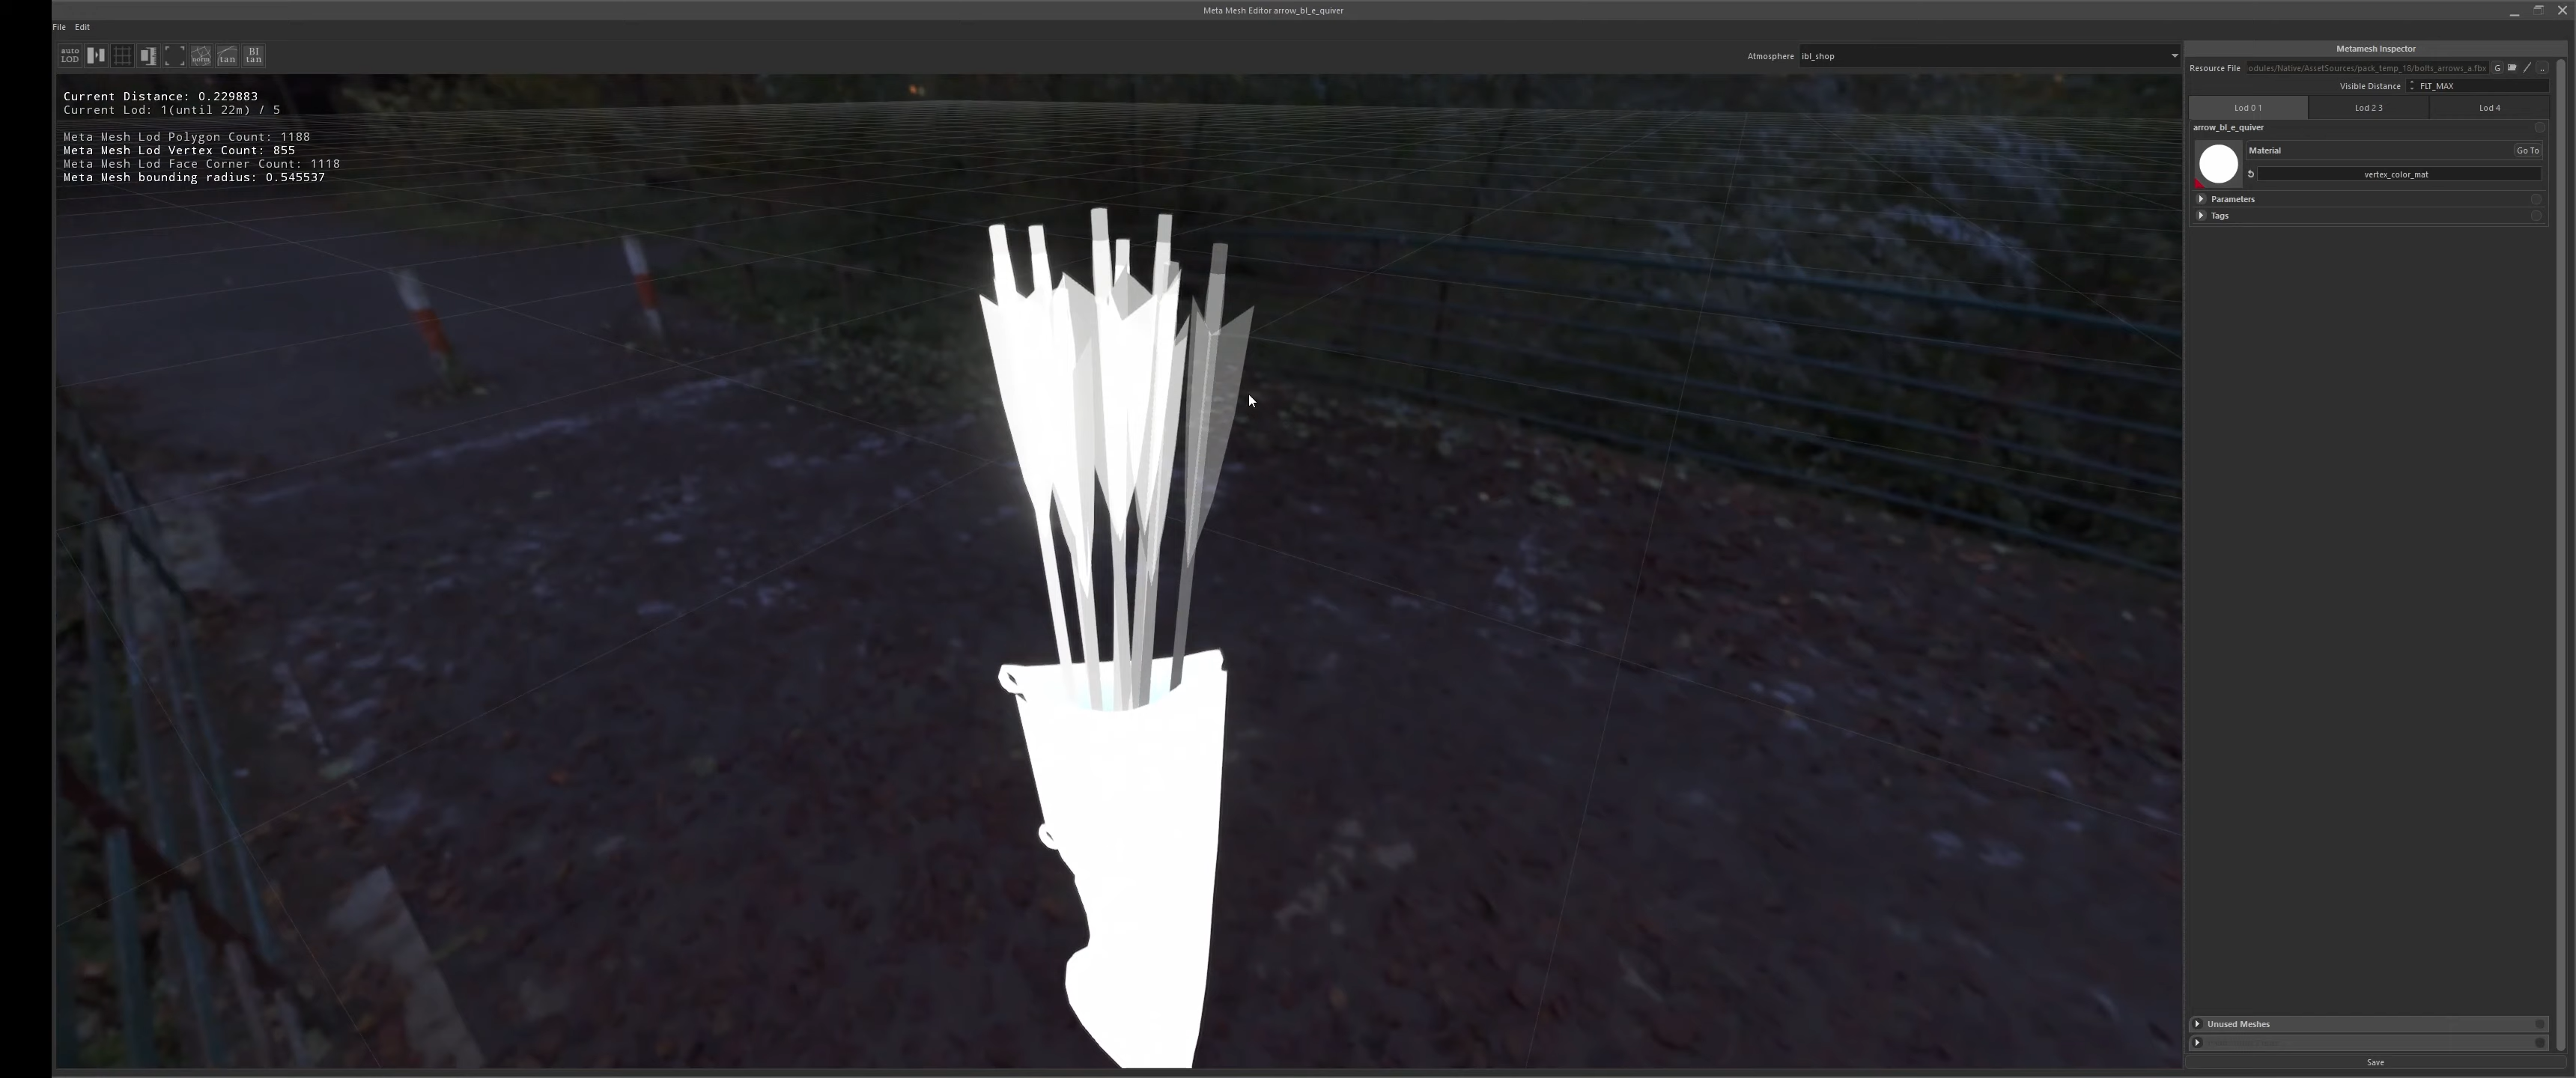 Meta Mesh Editor arrow_bl_e_quiver
File Edit
auto LOD
norm
tan
BI tan
Atmosphere ibl_shop
Metamesh Inspector
Resource File odules/Native/AssetSources/pack_temp_18/bolts_arrows_a.fbx G ..
Visible Distance FLT_MAX
Current Distance: 0.229883
Current Lod: 1(until 22m) / 5
Lod 0 1 Lod 2 3 Lod 4
arrow_bl_e_quiver
Meta Mesh Lod Polygon Count: 1188
Meta Mesh Lod Vertex Count: 855
Meta Mesh Lod Face Corner Count: 1118
Meta Mesh bounding radius: 0.545537
Material Go To
vertex_color_mat
Parameters
Tags
Unused Meshes
Save